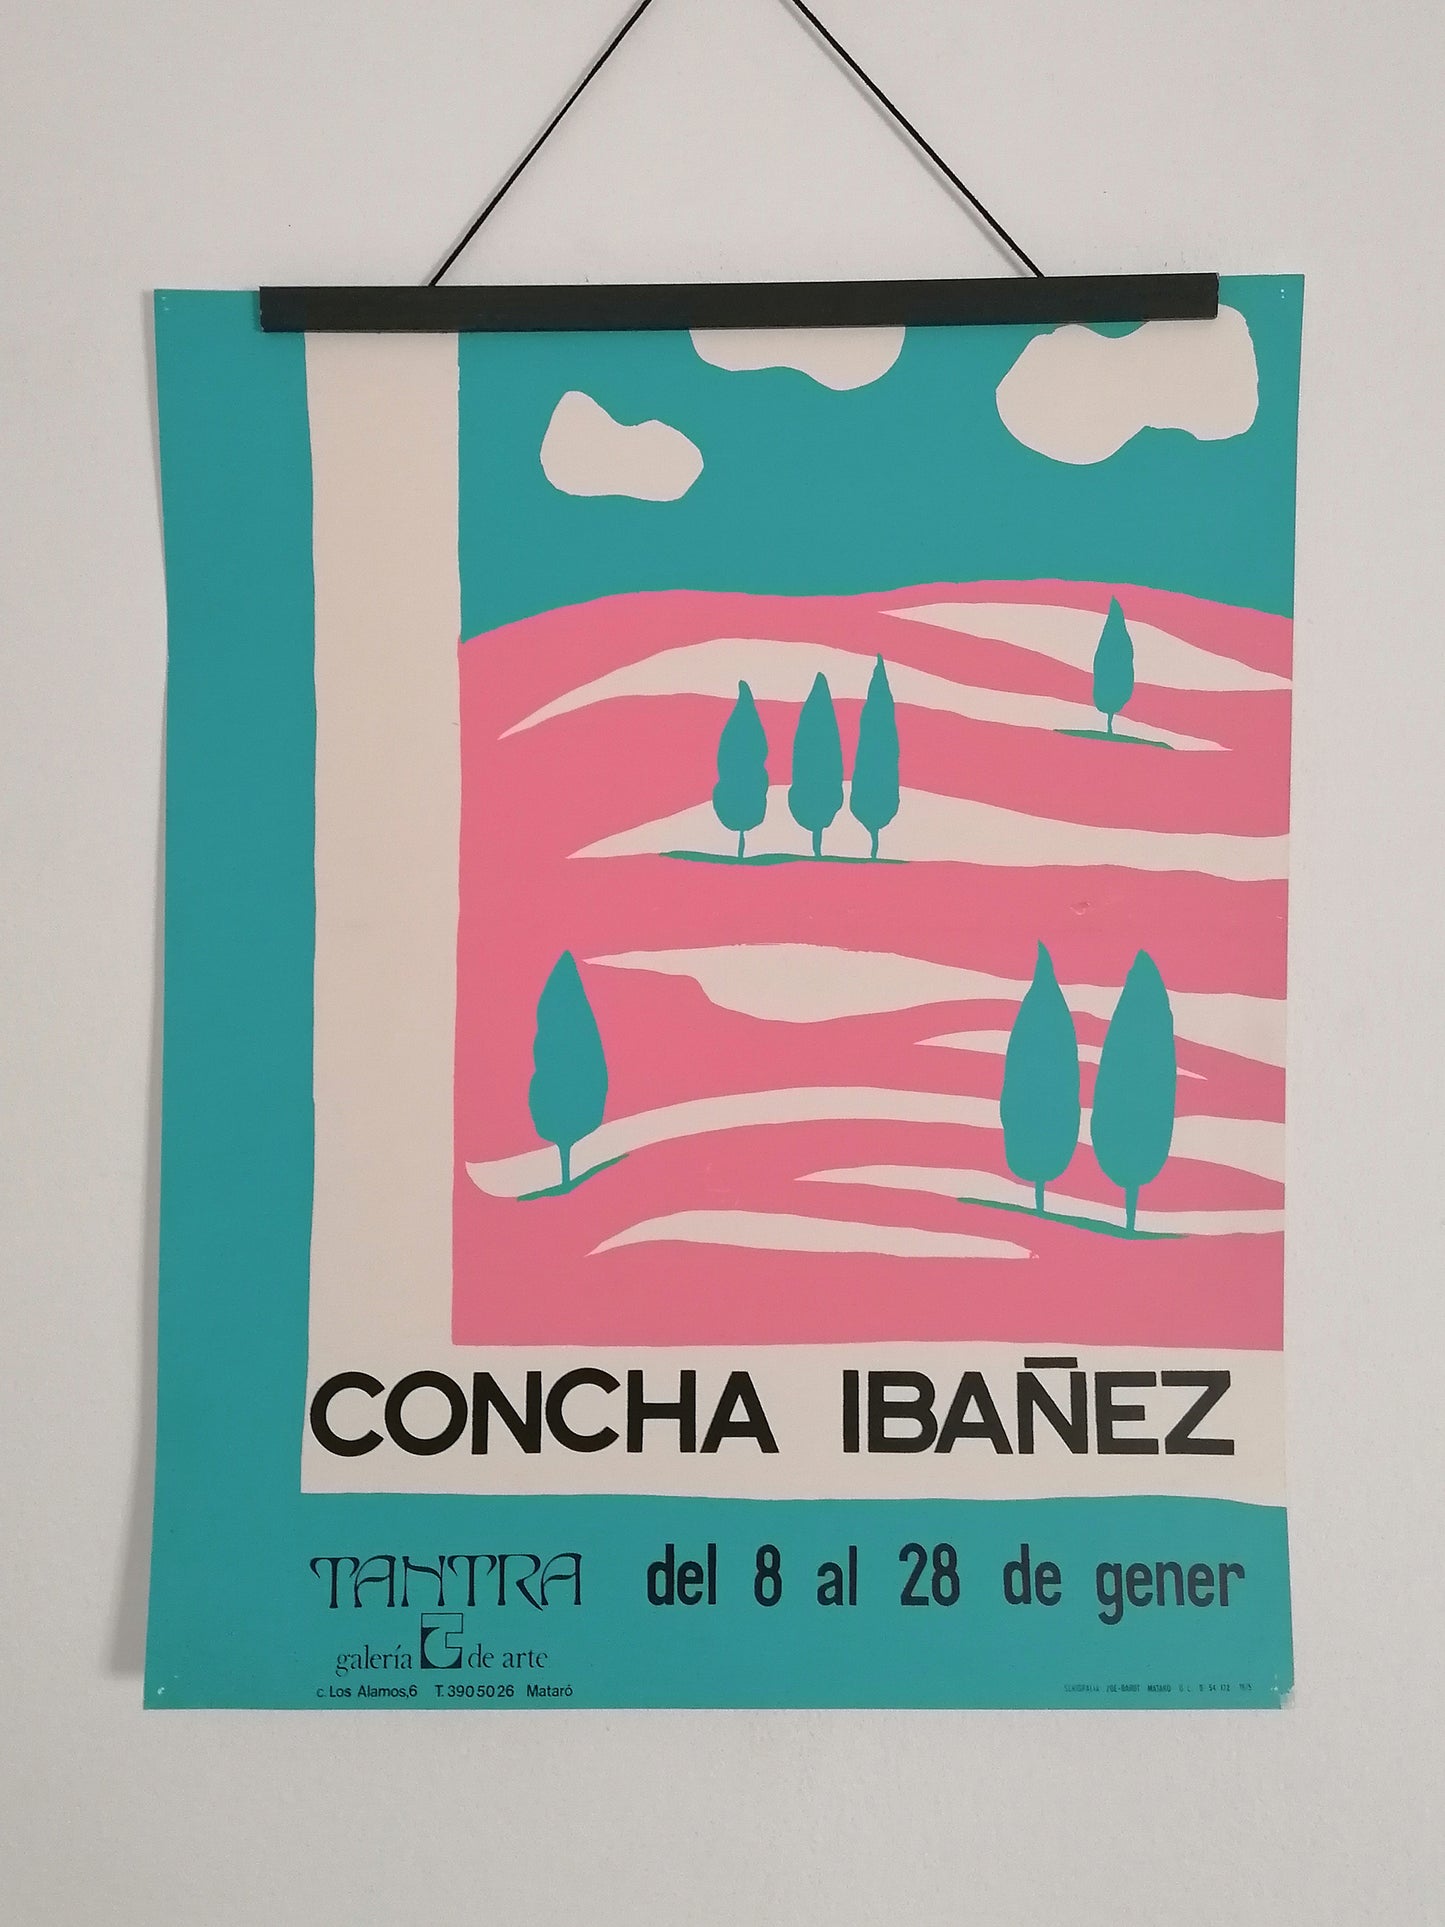 CONCHA IBAÑEZ
TANTRA
del 8 al 28 de gener
galería de arte
c. Los Alamos,6 T. 390 50 26 Mataró
MATARO